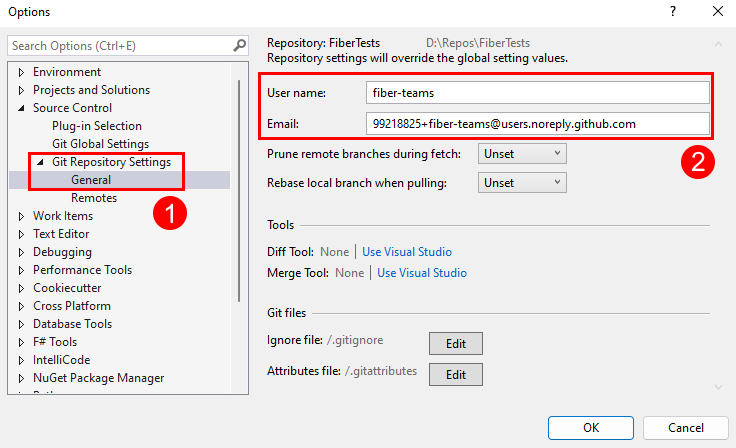 Options
Search Options (Ctrl+E)
Environment
Projects and Solutions
Source Control
Plug-in Selection
Git Global Settings
Git Repository Settings
General
Remotes
Work Items
Text Editor
Debugging
Performance Tools
Cookiecutter
Cross Platform
Database Tools
F# Tools
IntelliCode
NuGet Package Manager
1
Repository: FiberTests D:\Repos\FiberTests
Repository settings will override the global setting values.
User name: fiber-teams
Email: 99218825+fiber-teams@users.noreply.github.com
2
Prune remote branches during fetch: Unset
Rebase local branch when pulling: Unset
Tools
Diff Tool: None | Use Visual Studio
Merge Tool: None | Use Visual Studio
Git files
Ignore file: /.gitignore Edit
Attributes file: /.gitattributes Edit
OK Cancel